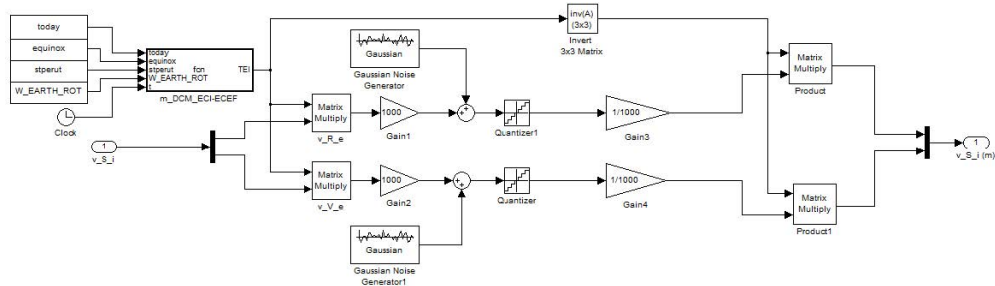 today
equinox
stperut
W_EARTH_ROT
Clock
today
equinox
stperut
W_EARTH_ROT
t
fcn
TEI
m_DCM_ECI-ECEF
1
v_S_i
Matrix
Multiply
v_R_e
Matrix
Multiply
v_V_e
Gaussian
Gaussian Noise
Generator
1000
Gain1
1000
Gain2
Gaussian
Gaussian Noise
Generator1
Quantizer1
Quantizer
inv(A)
(3x3)
Invert
3x3 Matrix
1/1000
Gain3
1/1000
Gain4
Matrix
Multiply
Product
Matrix
Multiply
Product1
1
v_S_i (m)